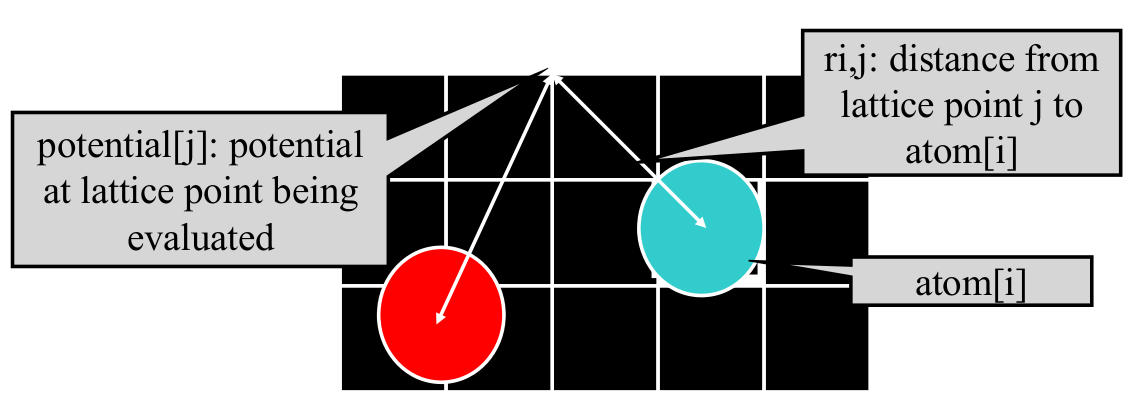 ri,j: distance from
lattice point j to
atom[i]
potential[j]: potential
at lattice point being
evaluated
atom[i]